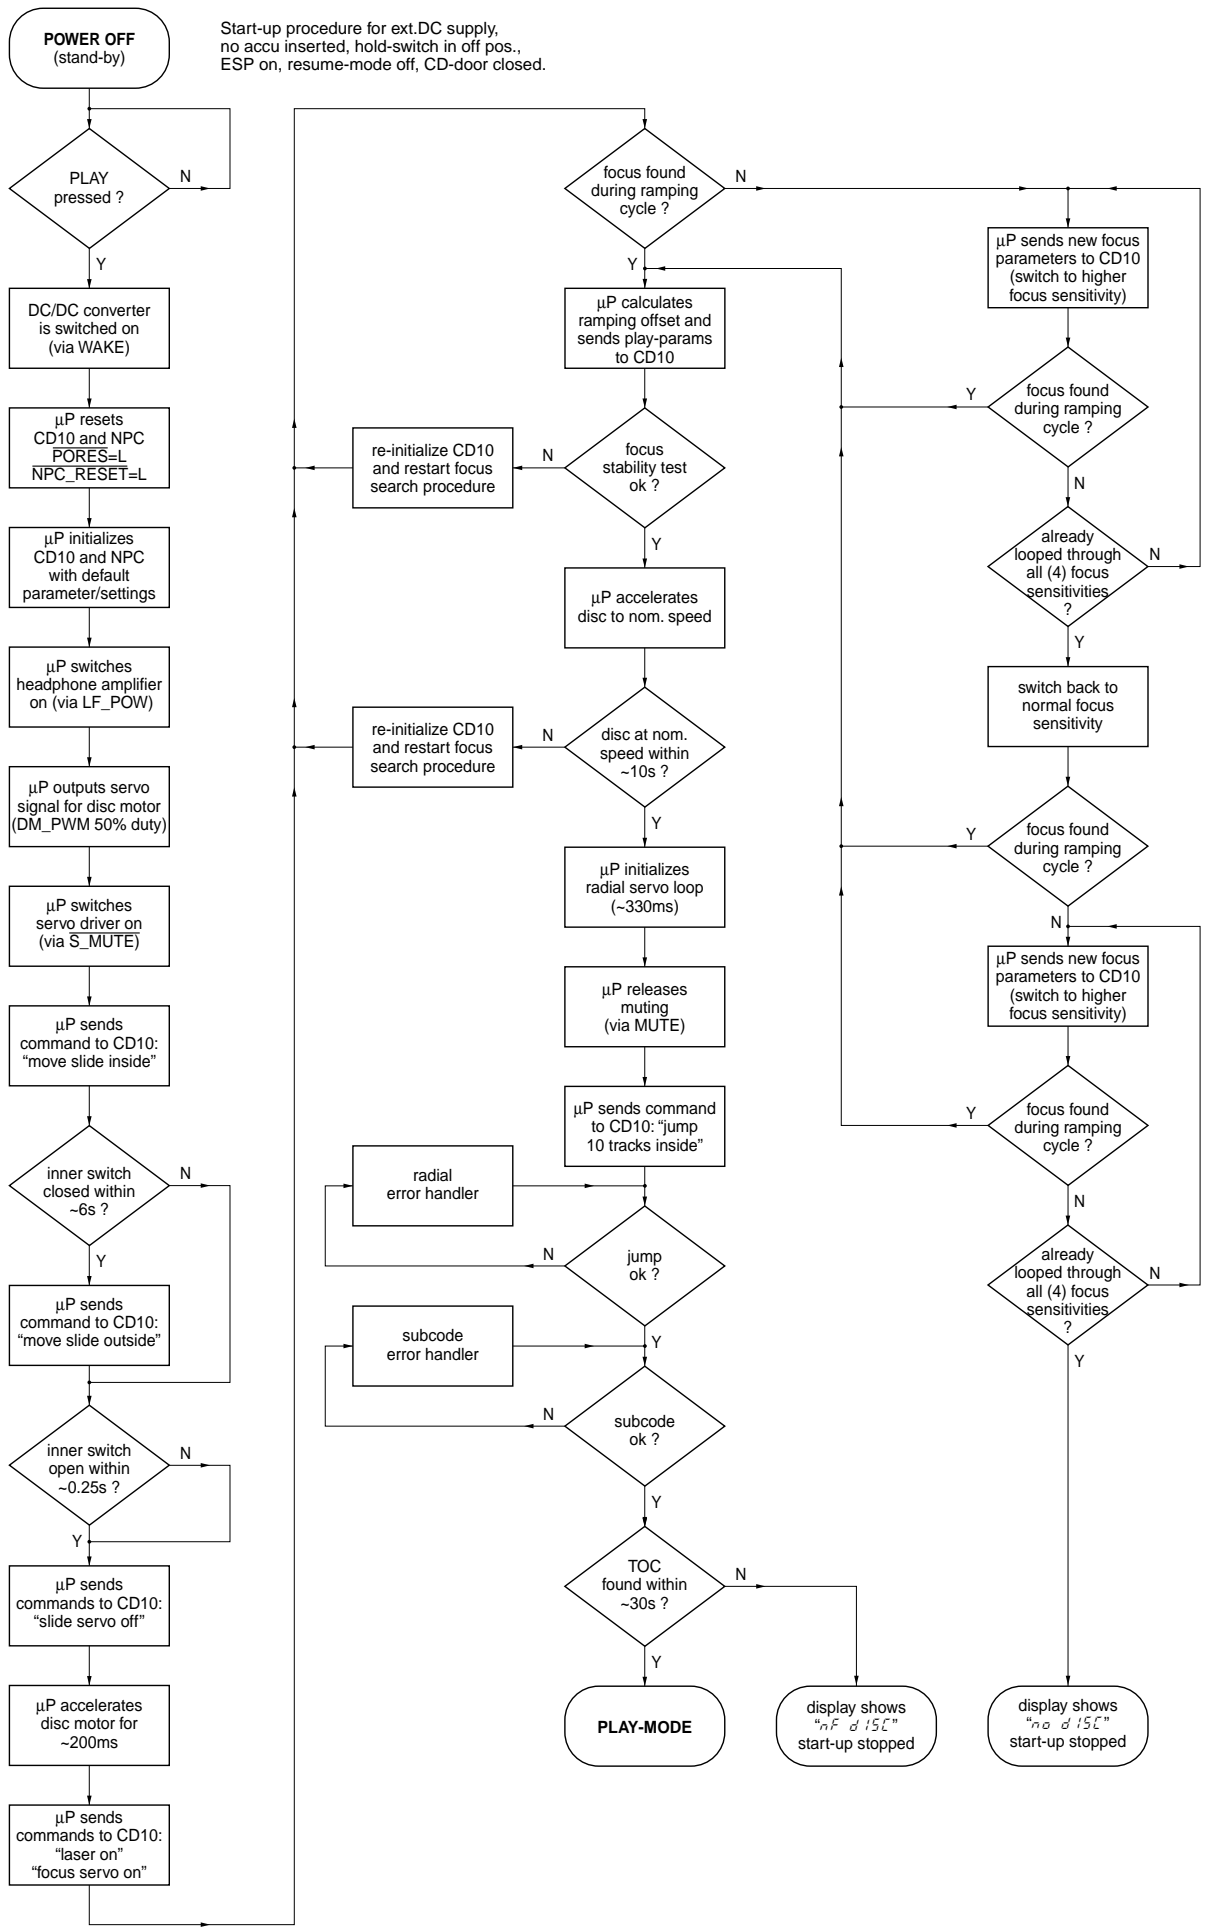 POWER OFF
(stand-by)
Start-up procedure for ext.DC supply,
no accu inserted, hold-switch in off pos.,
ESP on, resume-mode off, CD-door closed.
PLAY
pressed ?
N
Y
DC/DC converter
is switched on
(via WAKE)
µP resets
CD10 and NPC
PORES=L
NPC_RESET=L
µP initializes
CD10 and NPC
with default
parameter/settings
µP switches
headphone amplifier
on (via LF_POW)
µP outputs servo
signal for disc motor
(DM_PWM 50% duty)
µP switches
servo driver on
(via S_MUTE)
µP sends
command to CD10:
“move slide inside”
inner switch
closed within
~6s ?
N
Y
µP sends
command to CD10:
“move slide outside”
inner switch
open within
~0.25s ?
N
Y
µP sends
commands to CD10:
“slide servo off”
µP accelerates
disc motor for
~200ms
µP sends
commands to CD10:
“laser on”
“focus servo on”
focus found
during ramping
cycle ?
N
Y
µP calculates
ramping offset and
sends play-params
to CD10
focus
stability test
ok ?
N
re-initialize CD10
and restart focus
search procedure
Y
µP accelerates
disc to nom. speed
disc at nom.
speed within
~10s ?
N
re-initialize CD10
and restart focus
search procedure
Y
µP initializes
radial servo loop
(~330ms)
µP releases
muting
(via MUTE)
µP sends command
to CD10: “jump
10 tracks inside”
radial
error handler
jump
ok ?
N
Y
subcode
error handler
subcode
ok ?
N
Y
TOC
found within
~30s ?
N
Y
PLAY-MODE
display shows
“nF dISC”
start-up stopped
µP sends new focus
parameters to CD10
(switch to higher
focus sensitivity)
focus found
during ramping
cycle ?
Y
N
already
looped through
all (4) focus
sensitivities
?
N
Y
switch back to
normal focus
sensitivity
focus found
during ramping
cycle ?
Y
N
µP sends new focus
parameters to CD10
(switch to higher
focus sensitivity)
focus found
during ramping
cycle ?
Y
N
already
looped through
all (4) focus
sensitivities
?
N
Y
display shows
“no dISC”
start-up stopped